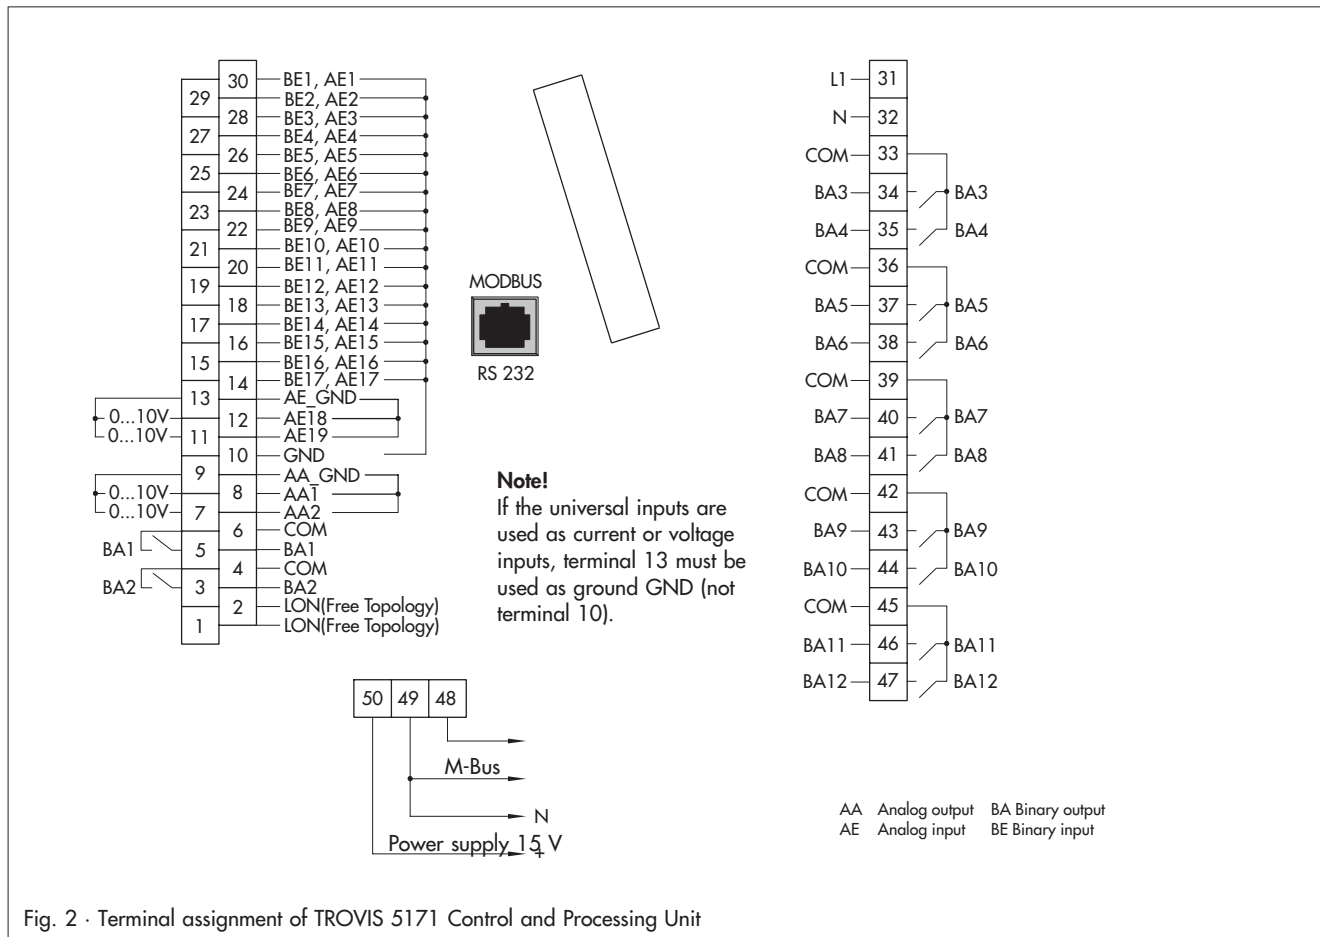 30 BE1, AE1
29 BE2, AE2
28 BE3, AE3
27 BE4, AE4
26 BE5, AE5
25 BE6, AE6
24 BE7, AE7
23 BE8, AE8
22 BE9, AE9
21 BE10, AE10
20 BE11, AE11
19 BE12, AE12
18 BE13, AE13
17 BE14, AE14
16 BE15, AE15
15 BE16, AE16
14 BE17, AE17
13 AE_GND
0...10V 12 AE18
0...10V 11 AE19
10 GND
9 AA_GND
0...10V 8 AA1
0...10V 7 AA2
6 COM
BA1 5 BA1
4 COM
BA2 3 BA2
2 LON(Free Topology)
1 LON(Free Topology)
MODBUS
RS 232
Note!
If the universal inputs are
used as current or voltage
inputs, terminal 13 must be
used as ground GND (not
terminal 10).
L1 31
N 32
COM 33
BA3 34 BA3
BA4 35 BA4
COM 36
BA5 37 BA5
BA6 38 BA6
COM 39
BA7 40 BA7
BA8 41 BA8
COM 42
BA9 43 BA9
BA10 44 BA10
COM 45
BA11 46 BA11
BA12 47 BA12
50 49 48
M-Bus
N
Power supply 15 V
+
AA Analog output BA Binary output
AE Analog input BE Binary input
Fig. 2 · Terminal assignment of TROVIS 5171 Control and Processing Unit